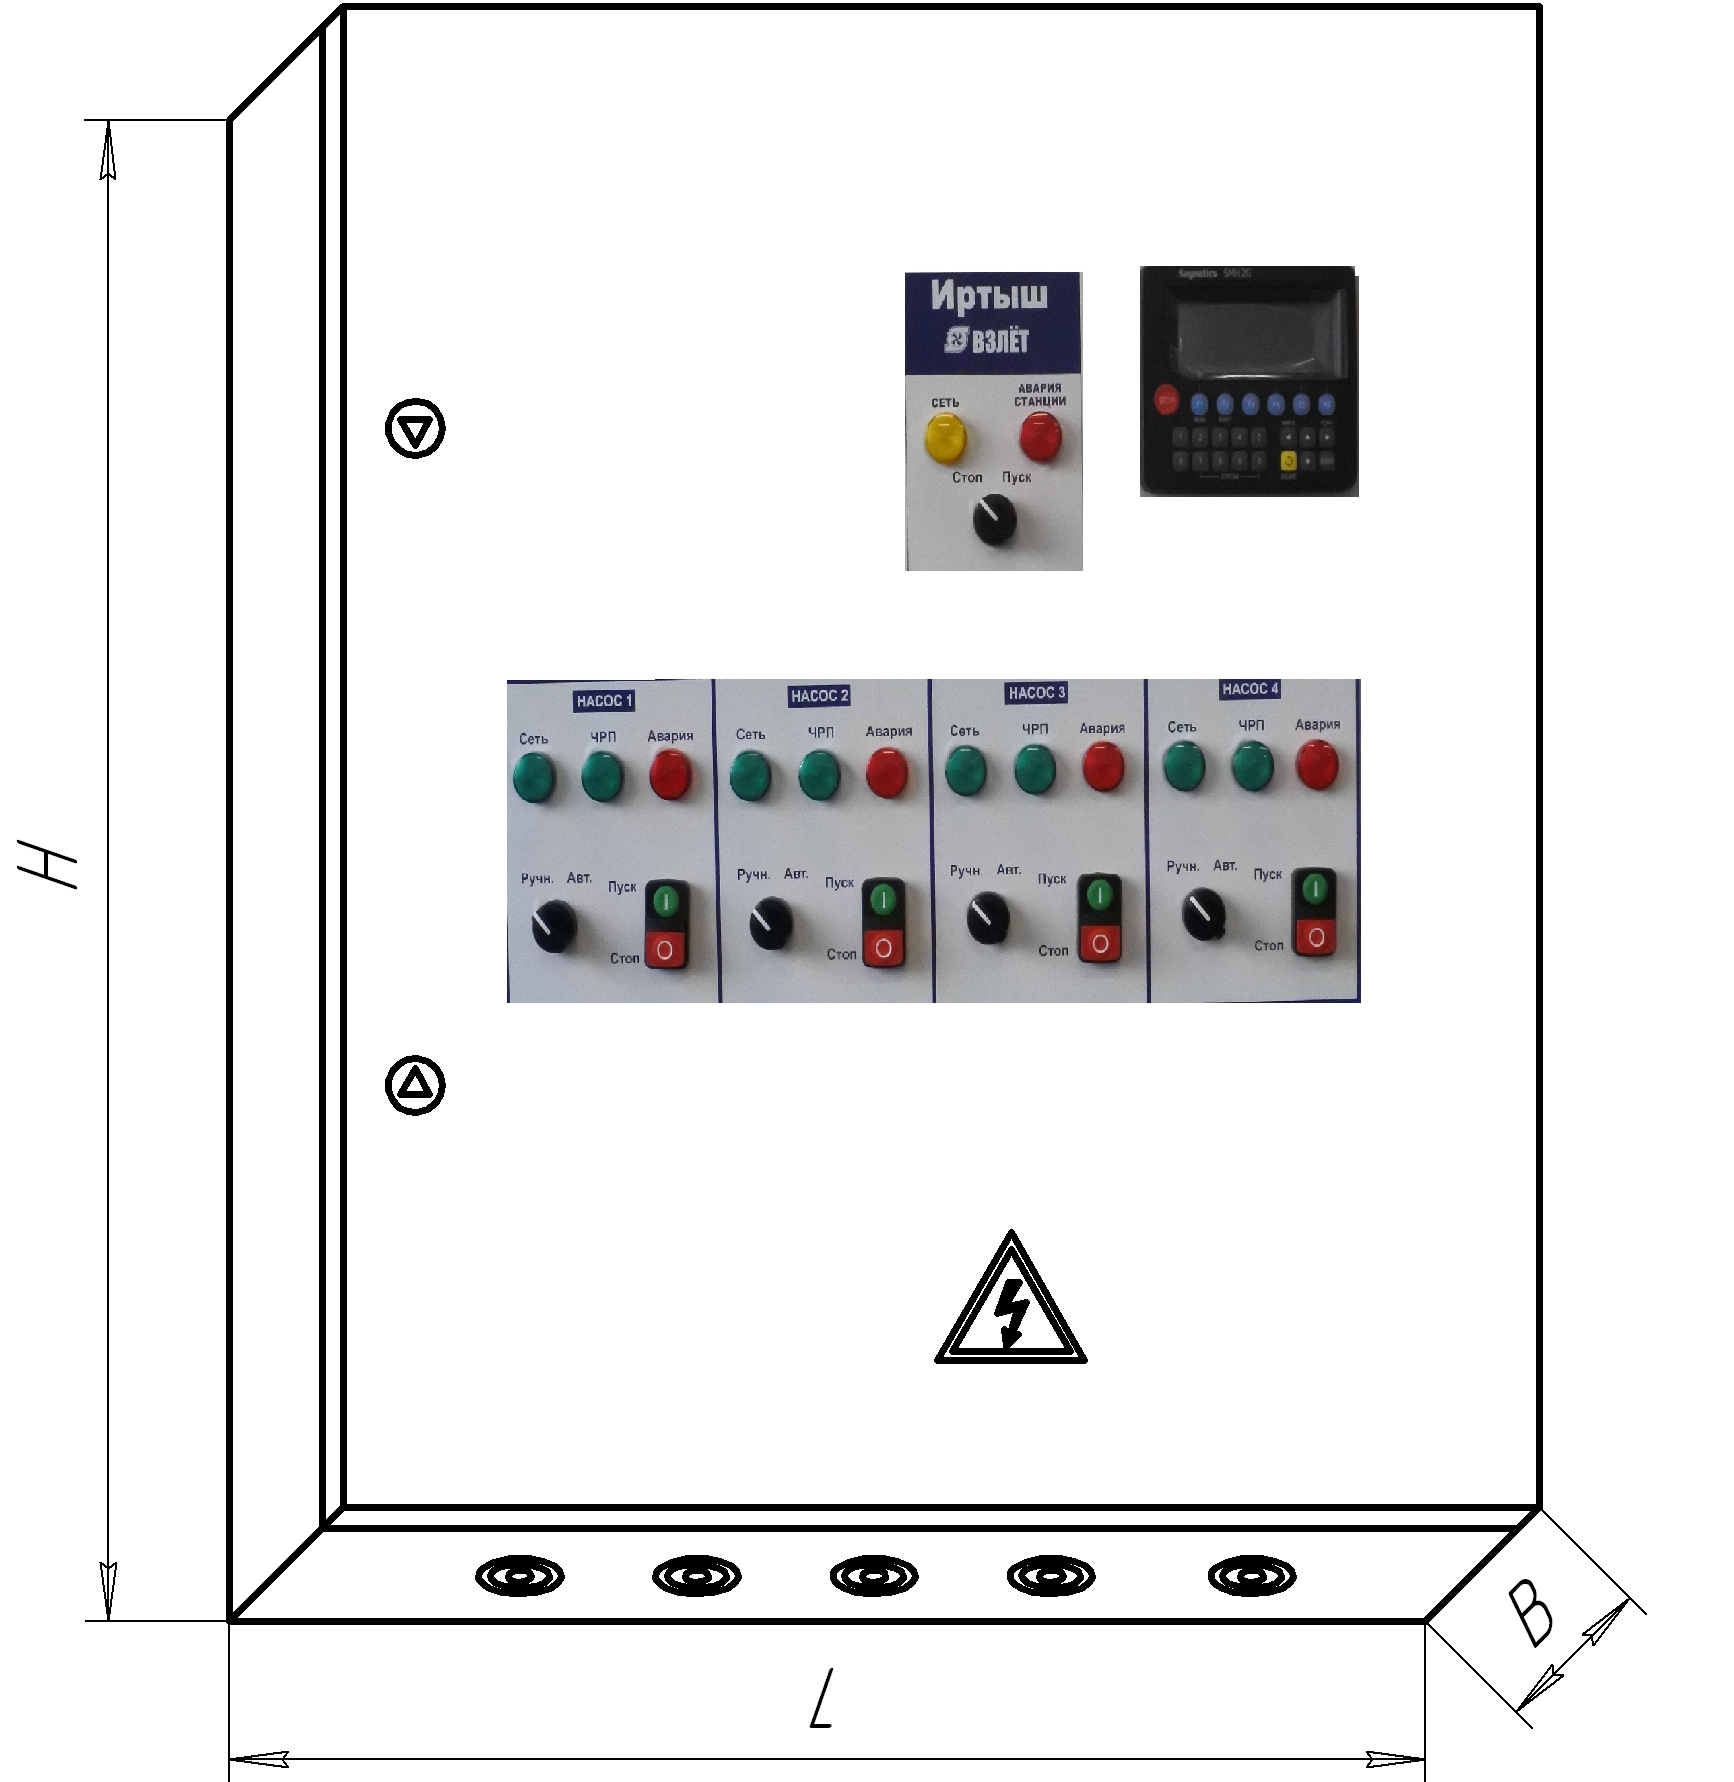 Иртыш
ВЗЛЁТ
СЕТЬ
АВАРИЯ
СТАНЦИИ
Стоп Пуск
Segnetics SMH2G
НАСОС 1
Сеть ЧРП Авария
Ручн. Авт. Пуск
Стоп
НАСОС 2
Сеть ЧРП Авария
Ручн. Авт. Пуск
Стоп
НАСОС 3
Сеть ЧРП Авария
Ручн. Авт. Пуск
Стоп
НАСОС 4
Сеть ЧРП Авария
Ручн. Авт. Пуск
Стоп
H
L
B